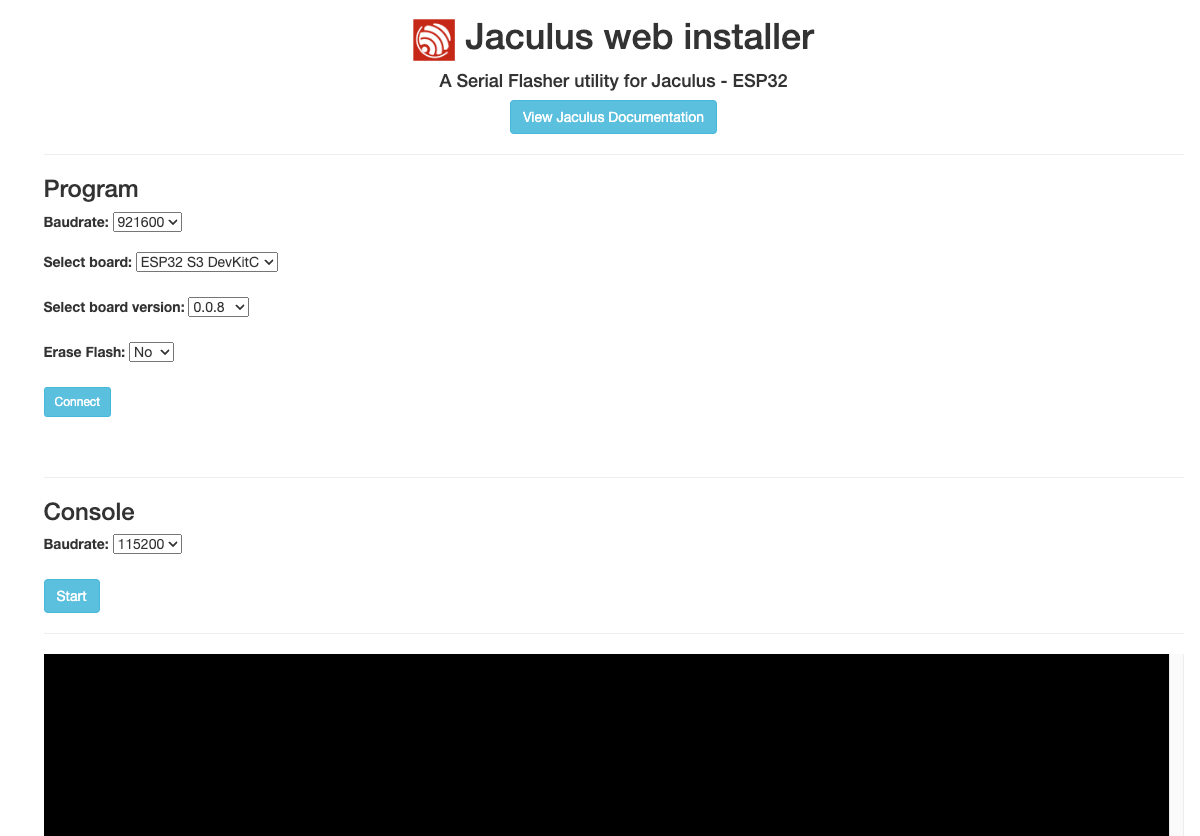 Jaculus web installer
A Serial Flasher utility for Jaculus - ESP32
View Jaculus Documentation
Program
Baudrate: 921600
Select board: ESP32 S3 DevKitC
Select board version: 0.0.8
Erase Flash: No
Connect
Console
Baudrate: 115200
Start